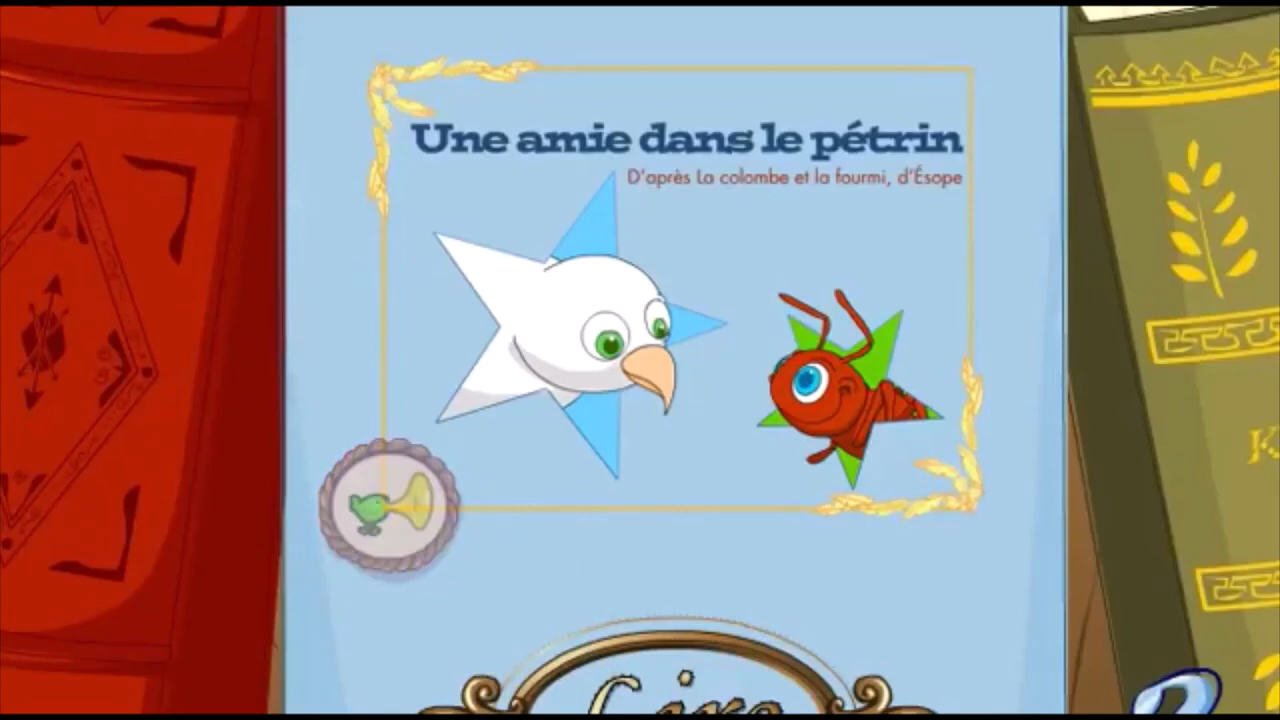 Une amie dans le pétrin
D'après La colombe et la fourmi, d'Ésope